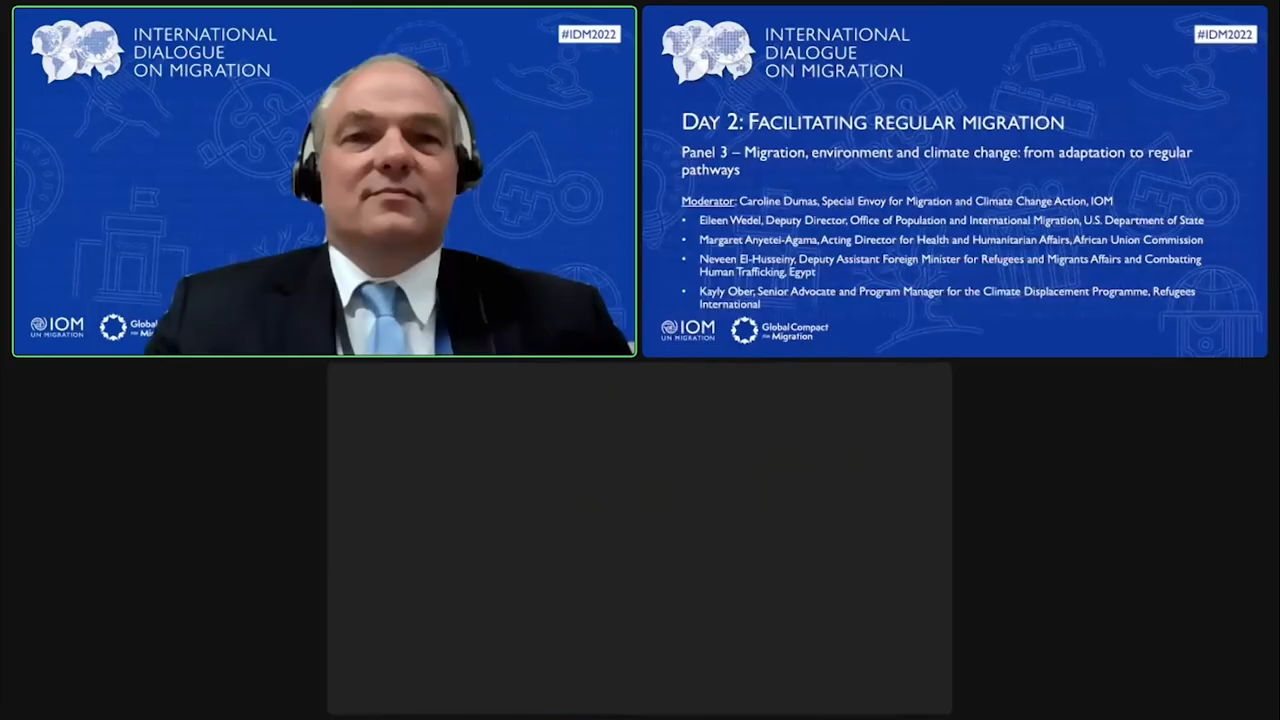 INTERNATIONAL
DIALOGUE
ON MIGRATION
#IDM2022
IOM
UN MIGRATION
Global
INTERNATIONAL
DIALOGUE
ON MIGRATION
#IDM2022
DAY 2: FACILITATING REGULAR MIGRATION
Panel 3 – Migration, environment and climate change: from adaptation to regular
pathways
Moderator: Caroline Dumas, Special Envoy for Migration and Climate Change Action, IOM
• Eileen Wedel, Deputy Director, Office of Population and International Migration, U.S. Department of State
• Margaret Anyetei-Agama, Acting Director for Health and Humanitarian Affairs, African Union Commission
• Neveen El-Husseiny, Deputy Assistant Foreign Minister for Refugees and Migrants Affairs and Combatting
Human Trafficking, Egypt
• Kayly Ober, Senior Advocate and Program Manager for the Climate Displacement Programme, Refugees
International
IOM
UN MIGRATION
Global Compact
for Migration